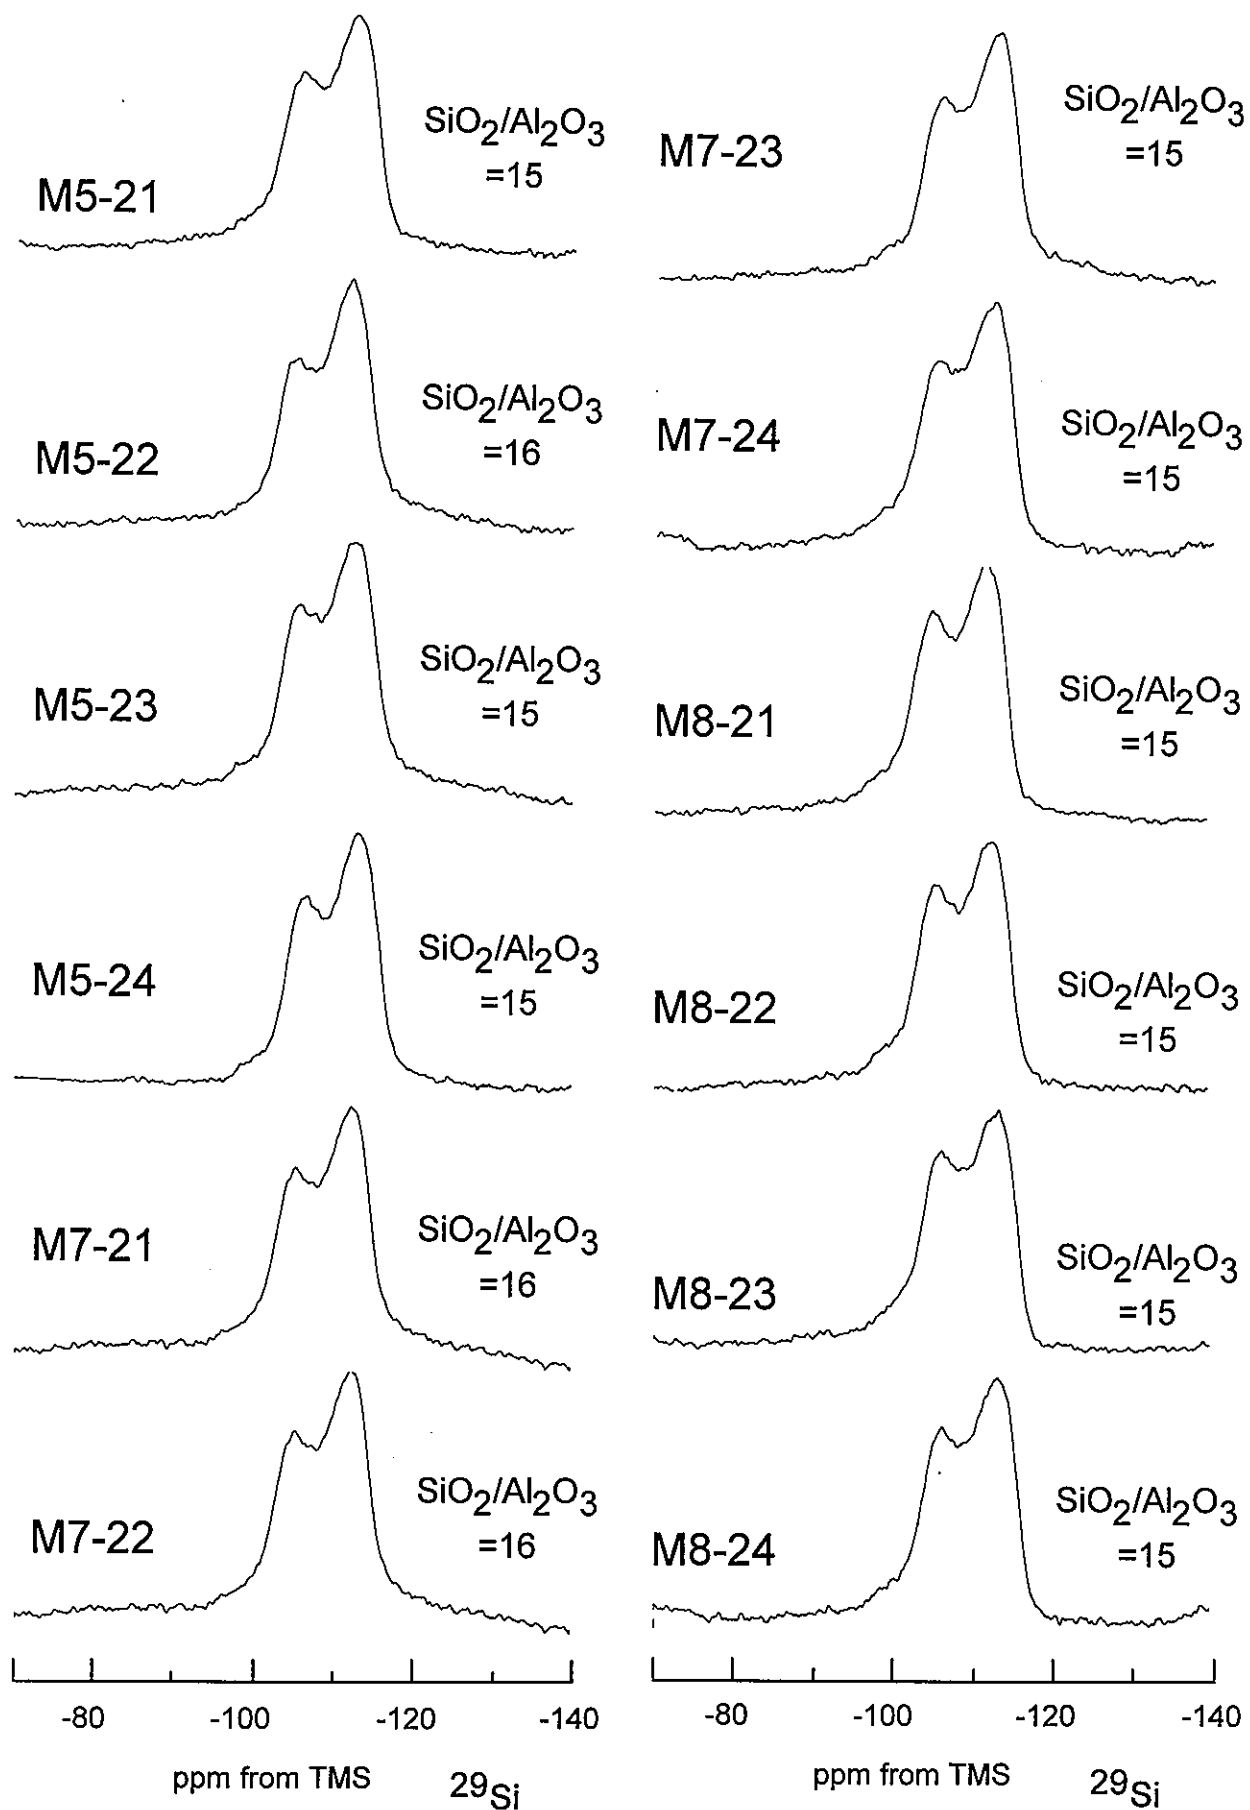 M5-21
SiO2/Al2O3
=15
M5-22
SiO2/Al2O3
=16
M5-23
SiO2/Al2O3
=15
M5-24
SiO2/Al2O3
=15
M7-21
SiO2/Al2O3
=16
M7-22
SiO2/Al2O3
=16
-80 -100 -120 -140
ppm from TMS 29Si
M7-23
SiO2/Al2O3
=15
M7-24
SiO2/Al2O3
=15
M8-21
SiO2/Al2O3
=15
M8-22
SiO2/Al2O3
=15
M8-23
SiO2/Al2O3
=15
M8-24
SiO2/Al2O3
=15
-80 -100 -120 -140
ppm from TMS 29Si